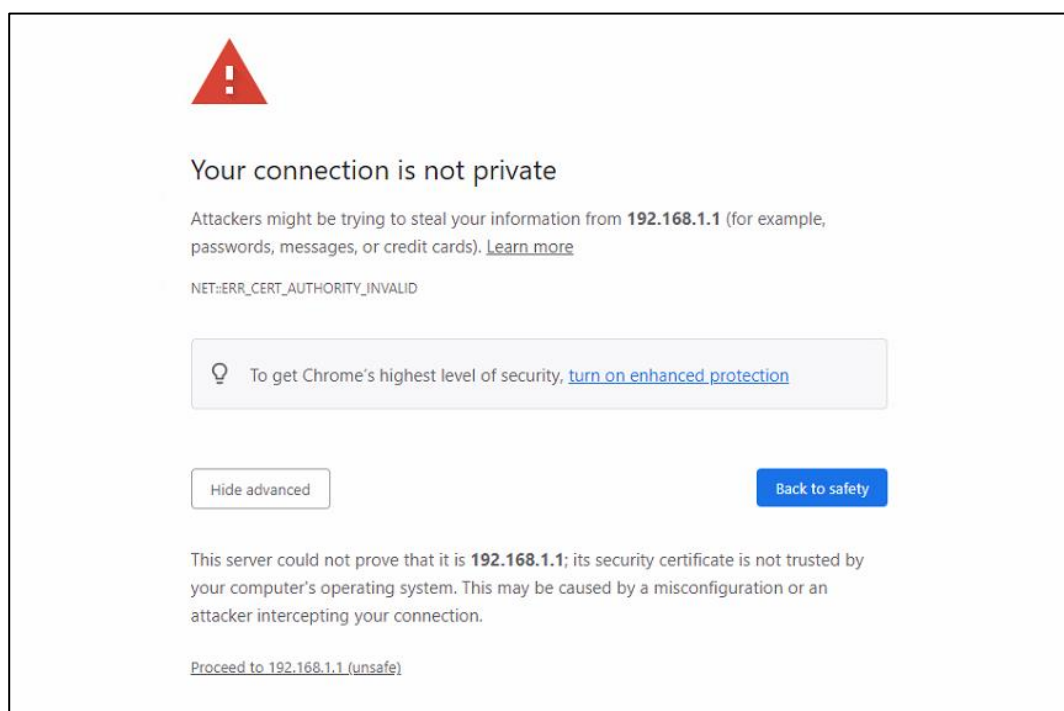 Your connection is not private
Attackers might be trying to steal your information from 192.168.1.1 (for example,
passwords, messages, or credit cards). Learn more
NET::ERR_CERT_AUTHORITY_INVALID
To get Chrome's highest level of security, turn on enhanced protection
Hide advanced
Back to safety
This server could not prove that it is 192.168.1.1; its security certificate is not trusted by
your computer's operating system. This may be caused by a misconfiguration or an
attacker intercepting your connection.
Proceed to 192.168.1.1 (unsafe)